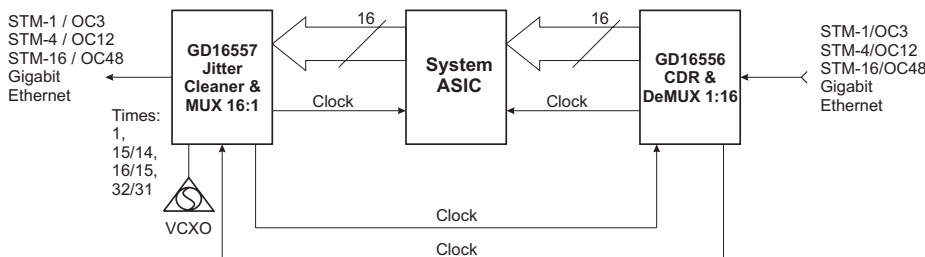 STM-1 / OC3
STM-4 / OC12
STM-16 / OC48
Gigabit
Ethernet
GD16557
Jitter
Cleaner &
MUX 16:1
Times:
1,
15/14,
16/15,
32/31
VCXO
16
Clock
System
ASIC
16
Clock
GD16556
CDR &
DeMUX 1:16
STM-1/OC3
STM-4/OC12
STM-16/OC48
Gigabit
Ethernet
Clock
Clock